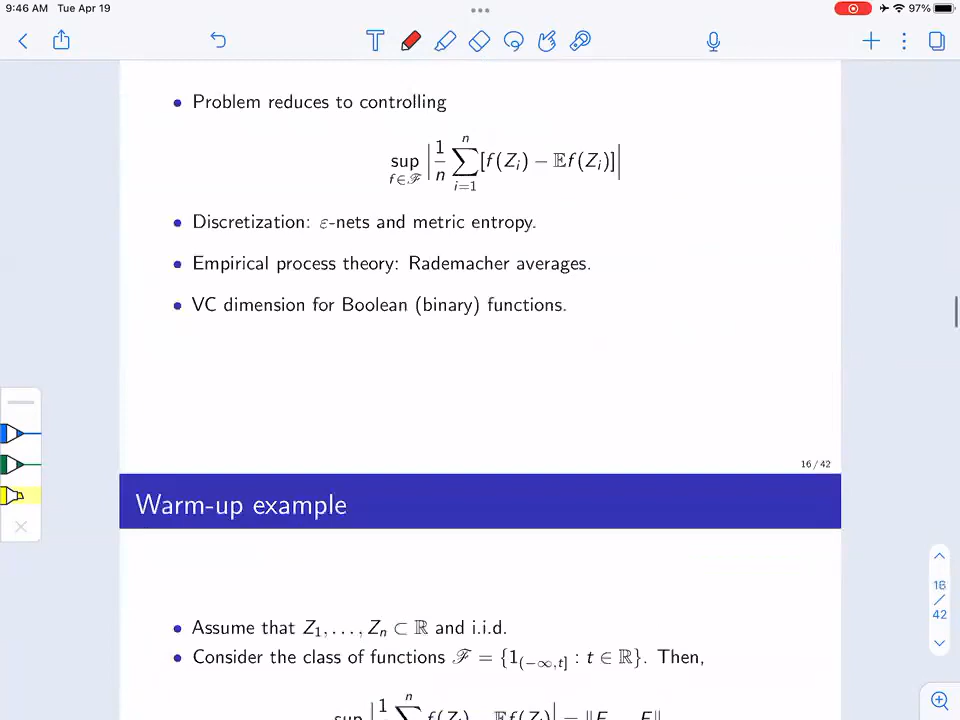 9:46 AM Tue Apr 19
97%
• Problem reduces to controlling
sup_{f∈ℱ} |1/n ∑_{i=1}^{n} [f(Z_i) − 𝔼f(Z_i)]|
• Discretization: ε-nets and metric entropy.
• Empirical process theory: Rademacher averages.
• VC dimension for Boolean (binary) functions.
16 / 42
Warm-up example
• Assume that Z_1, . . . , Z_n ⊂ ℝ and i.i.d.
• Consider the class of functions ℱ = {1_{(−∞,t]} : t ∈ ℝ}. Then,
16
/
42